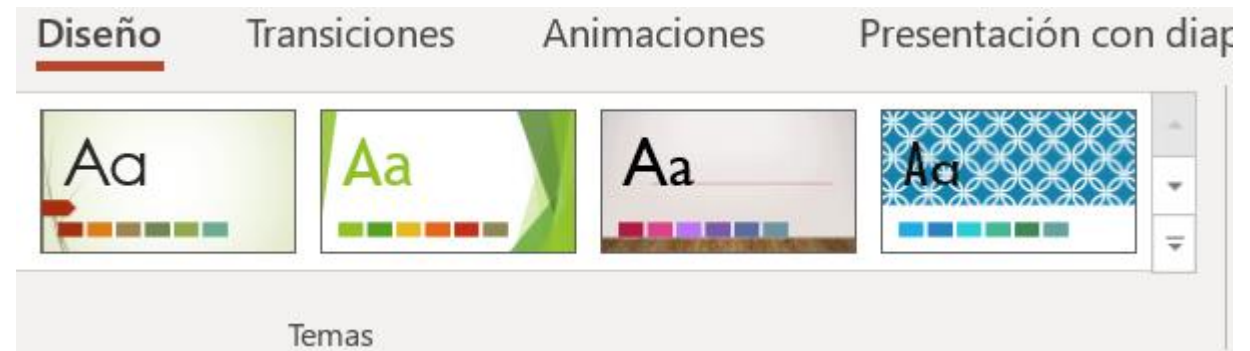 Diseño Transiciones Animaciones Presentación con diap
Aa Aa Aa Aa
Temas